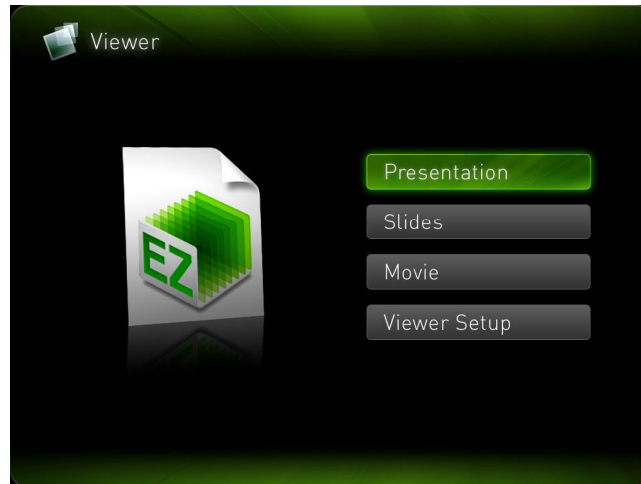 Viewer
Presentation
EZ
Slides
Movie
Viewer Setup